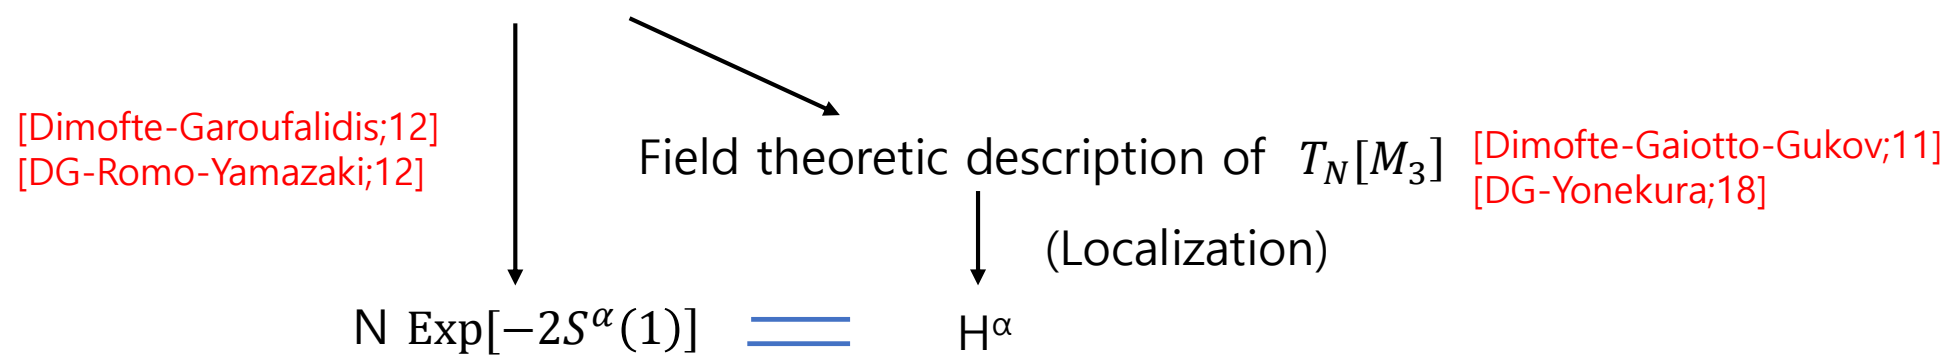 [Dimofte-Garoufalidis;12]
[DG-Romo-Yamazaki;12]
Field theoretic description of T_N[M_3]
[Dimofte-Gaiotto-Gukov;11]
[DG-Yonekura;18]
(Localization)
N Exp[−2S^α(1)] = H^α